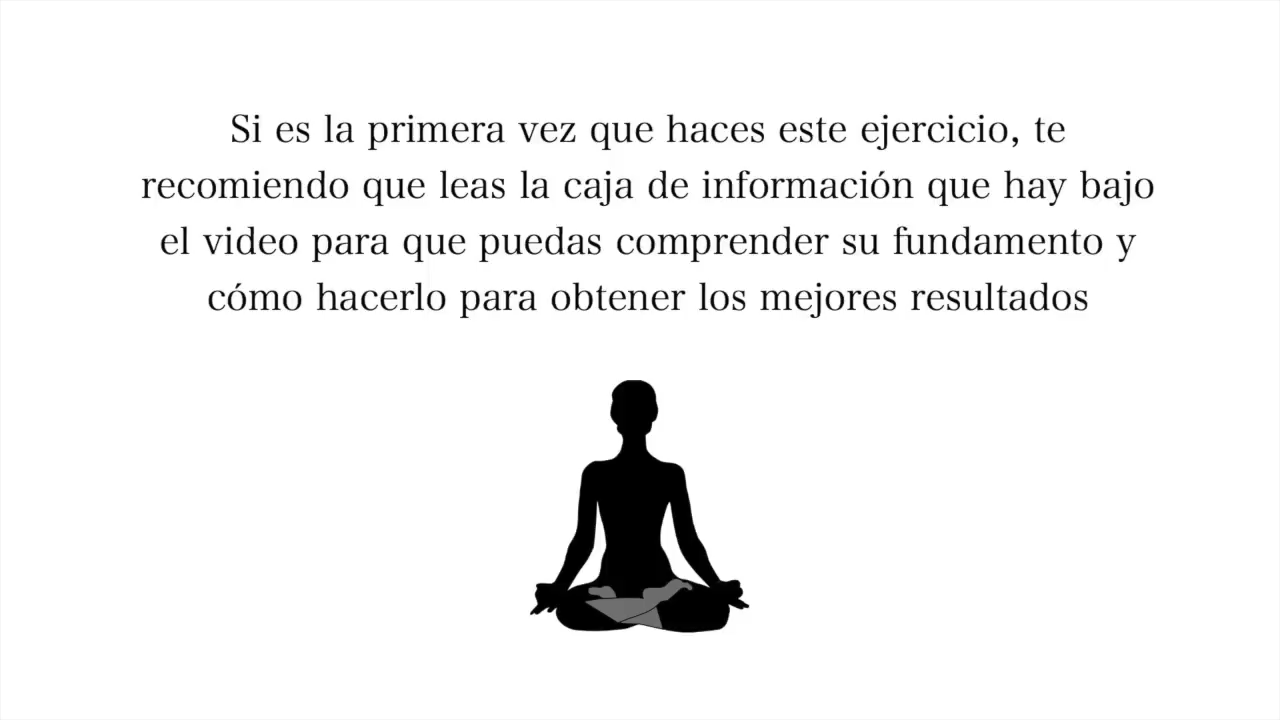 Si es la primera vez que haces este ejercicio, te
recomiendo que leas la caja de información que hay bajo
el video para que puedas comprender su fundamento y
cómo hacerlo para obtener los mejores resultados